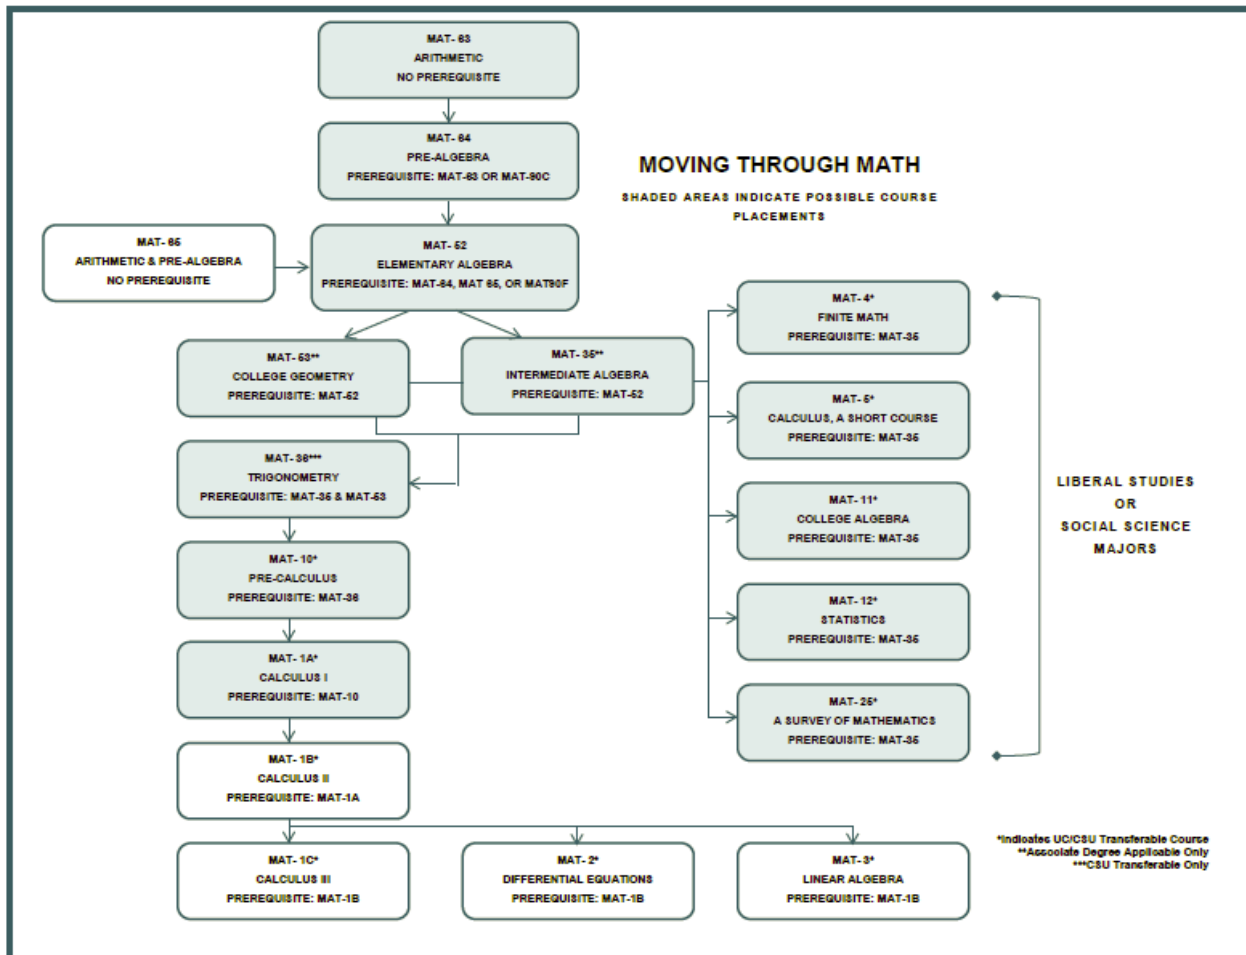 MAT- 63
ARITHMETIC
NO PREREQUISITE
MAT- 64
PRE-ALGEBRA
PREREQUISITE: MAT-63 OR MAT-90C
MOVING THROUGH MATH
SHADED AREAS INDICATE POSSIBLE COURSE
PLACEMENTS
MAT- 65
ARITHMETIC & PRE-ALGEBRA
NO PREREQUISITE
MAT- 52
ELEMENTARY ALGEBRA
PREREQUISITE: MAT-64, MAT 65, OR MAT90F
MAT- 53**
COLLEGE GEOMETRY
PREREQUISITE: MAT-52
MAT- 35**
INTERMEDIATE ALGEBRA
PREREQUISITE: MAT-52
MAT- 4*
FINITE MATH
PREREQUISITE: MAT-35
MAT- 5*
CALCULUS, A SHORT COURSE
PREREQUISITE: MAT-35
MAT- 11*
COLLEGE ALGEBRA
PREREQUISITE: MAT-35
MAT- 12*
STATISTICS
PREREQUISITE: MAT-35
MAT- 25*
A SURVEY OF MATHEMATICS
PREREQUISITE: MAT-35
LIBERAL STUDIES
OR
SOCIAL SCIENCE
MAJORS
MAT- 36***
TRIGONOMETRY
PREREQUISITE: MAT-35 & MAT-53
MAT- 10*
PRE-CALCULUS
PREREQUISITE: MAT-36
MAT- 1A*
CALCULUS I
PREREQUISITE: MAT-10
MAT- 1B*
CALCULUS II
PREREQUISITE: MAT-1A
MAT- 1C*
CALCULUS III
PREREQUISITE: MAT-1B
MAT- 2*
DIFFERENTIAL EQUATIONS
PREREQUISITE: MAT-1B
MAT- 3*
LINEAR ALGEBRA
PREREQUISITE: MAT-1B
*Indicates UC/CSU Transferable Course
**Associate Degree Applicable Only
***CSU Transferable Only